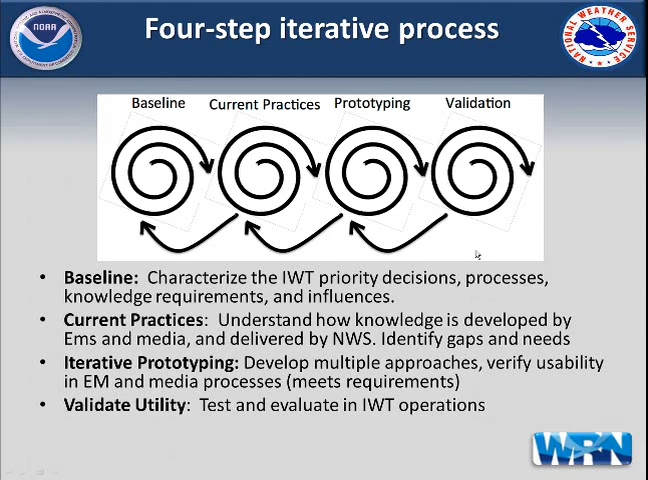 Four-step iterative process
NOAA
NATIONAL WEATHER SERVICE
Baseline Current Practices Prototyping Validation
• Baseline: Characterize the IWT priority decisions, processes,
knowledge requirements, and influences.
• Current Practices: Understand how knowledge is developed by
Ems and media, and delivered by NWS. Identify gaps and needs
• Iterative Prototyping: Develop multiple approaches, verify usability
in EM and media processes (meets requirements)
• Validate Utility: Test and evaluate in IWT operations
WRN